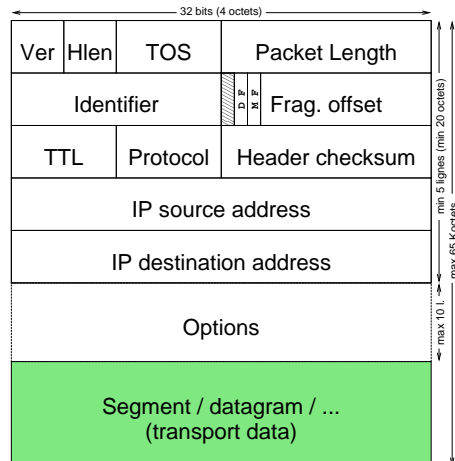 32 bits (4 octets)
Ver Hlen TOS Packet Length
Identifier D F M F Frag. offset
TTL Protocol Header checksum
IP source address
IP destination address
Options
Segment / datagram / ...
(transport data)
min 5 lignes (min 20 octets)
max 10 l.
max 65 Koctets